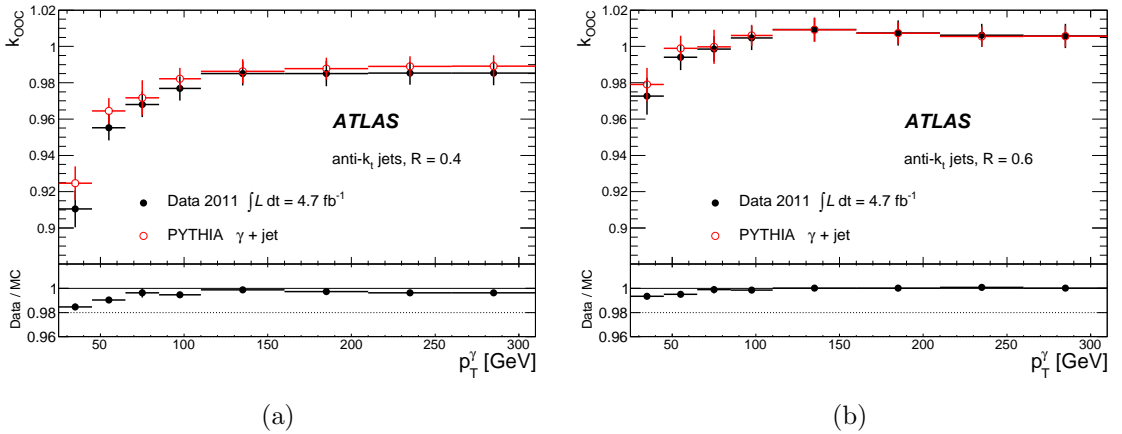 k_OOC
1.02
1
0.98
0.96
0.94
0.92
0.9
ATLAS
anti-k_t jets, R = 0.4
Data 2011 ∫L dt = 4.7 fb⁻¹
PYTHIA γ + jet
Data / MC
1
0.98
0.96
50 100 150 200 250 300
p_T^γ [GeV]
(a)
k_OOC
1.02
1
0.98
0.96
0.94
0.92
0.9
ATLAS
anti-k_t jets, R = 0.6
Data 2011 ∫L dt = 4.7 fb⁻¹
PYTHIA γ + jet
Data / MC
1
0.98
0.96
50 100 150 200 250 300
p_T^γ [GeV]
(b)